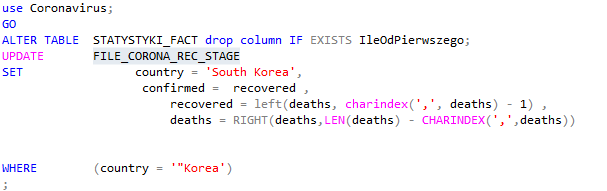 use Coronavirus;
GO
ALTER TABLE STATYSTYKI_FACT drop column IF EXISTS IleOdPierwszego;
UPDATE FILE_CORONA_REC_STAGE
SET country = 'South Korea',
confirmed = recovered ,
recovered = left(deaths, charindex(',', deaths) - 1) ,
deaths = RIGHT(deaths,LEN(deaths) - CHARINDEX(',',deaths))
WHERE (country = '"Korea')
;